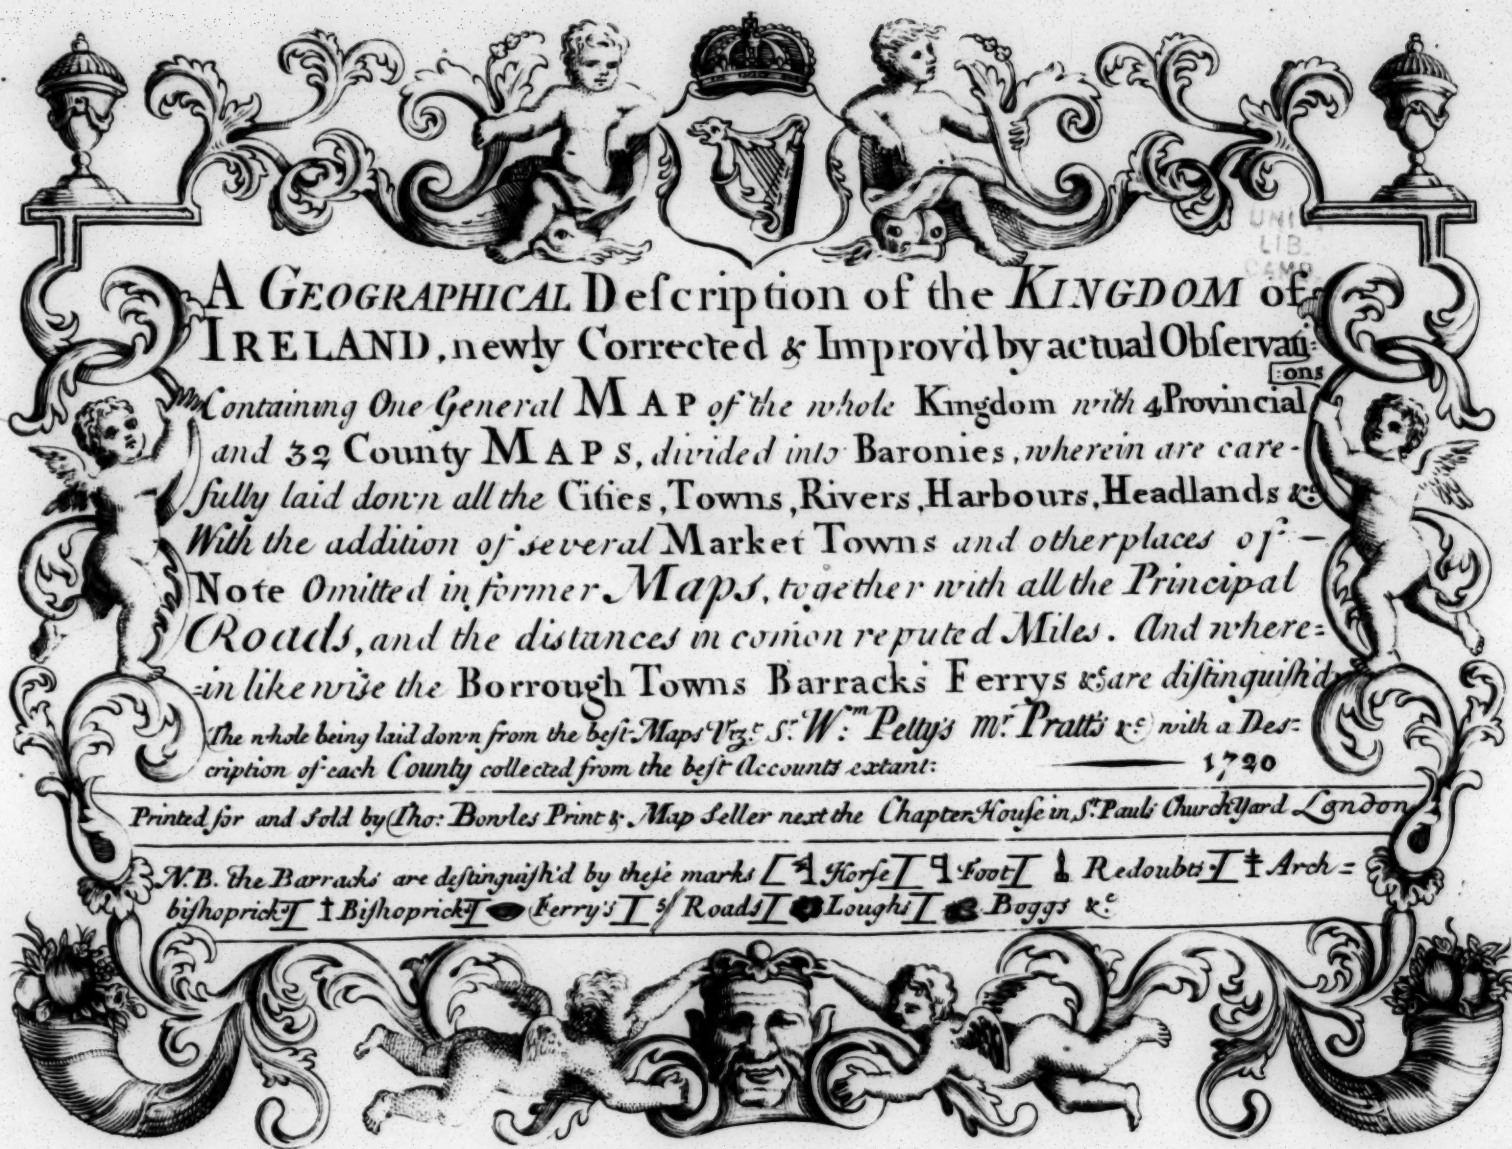 UNIV.
LIB.
CAMB.
A GEOGRAPHICAL Deſcription of the KINGDOM of
IRELAND, newly Corrected & Improv'd by actual Obſervati:
:ons
Containing One General MAP of the whole Kingdom with 4 Provincial
and 32 County MAPS, divided into Baronies, wherein are care-
fully laid down all the Cities, Towns, Rivers, Harbours, Headlands &c.
With the addition of several Market Towns and other places of —
Note Omitted in former Maps, together with all the Principal
Roads, and the distances in comon reputed Miles. And where=
=in likewise the Borrough Towns Barracks Ferrys &c. are diſtinguiſh'd,
The whole being laid down from the beſt Maps Vizt. Sr. Wm. Petty's mr. Pratt's &c) with a Des=
cription of each County collected from the beſt Accounts extant: —— 1720
Printed for and Sold by Tho: Bowles Print & Map Seller next the Chapter Houſe in St. Pauls Church Yard London
N.B. the Barracks are deſtinguiſh'd by theſe marks [ Horſe I Foot I Redoubts I ‡ Arch=
biſhoprick I † Biſhoprick I Ferry's I Roads I Loughs I Boggs &c